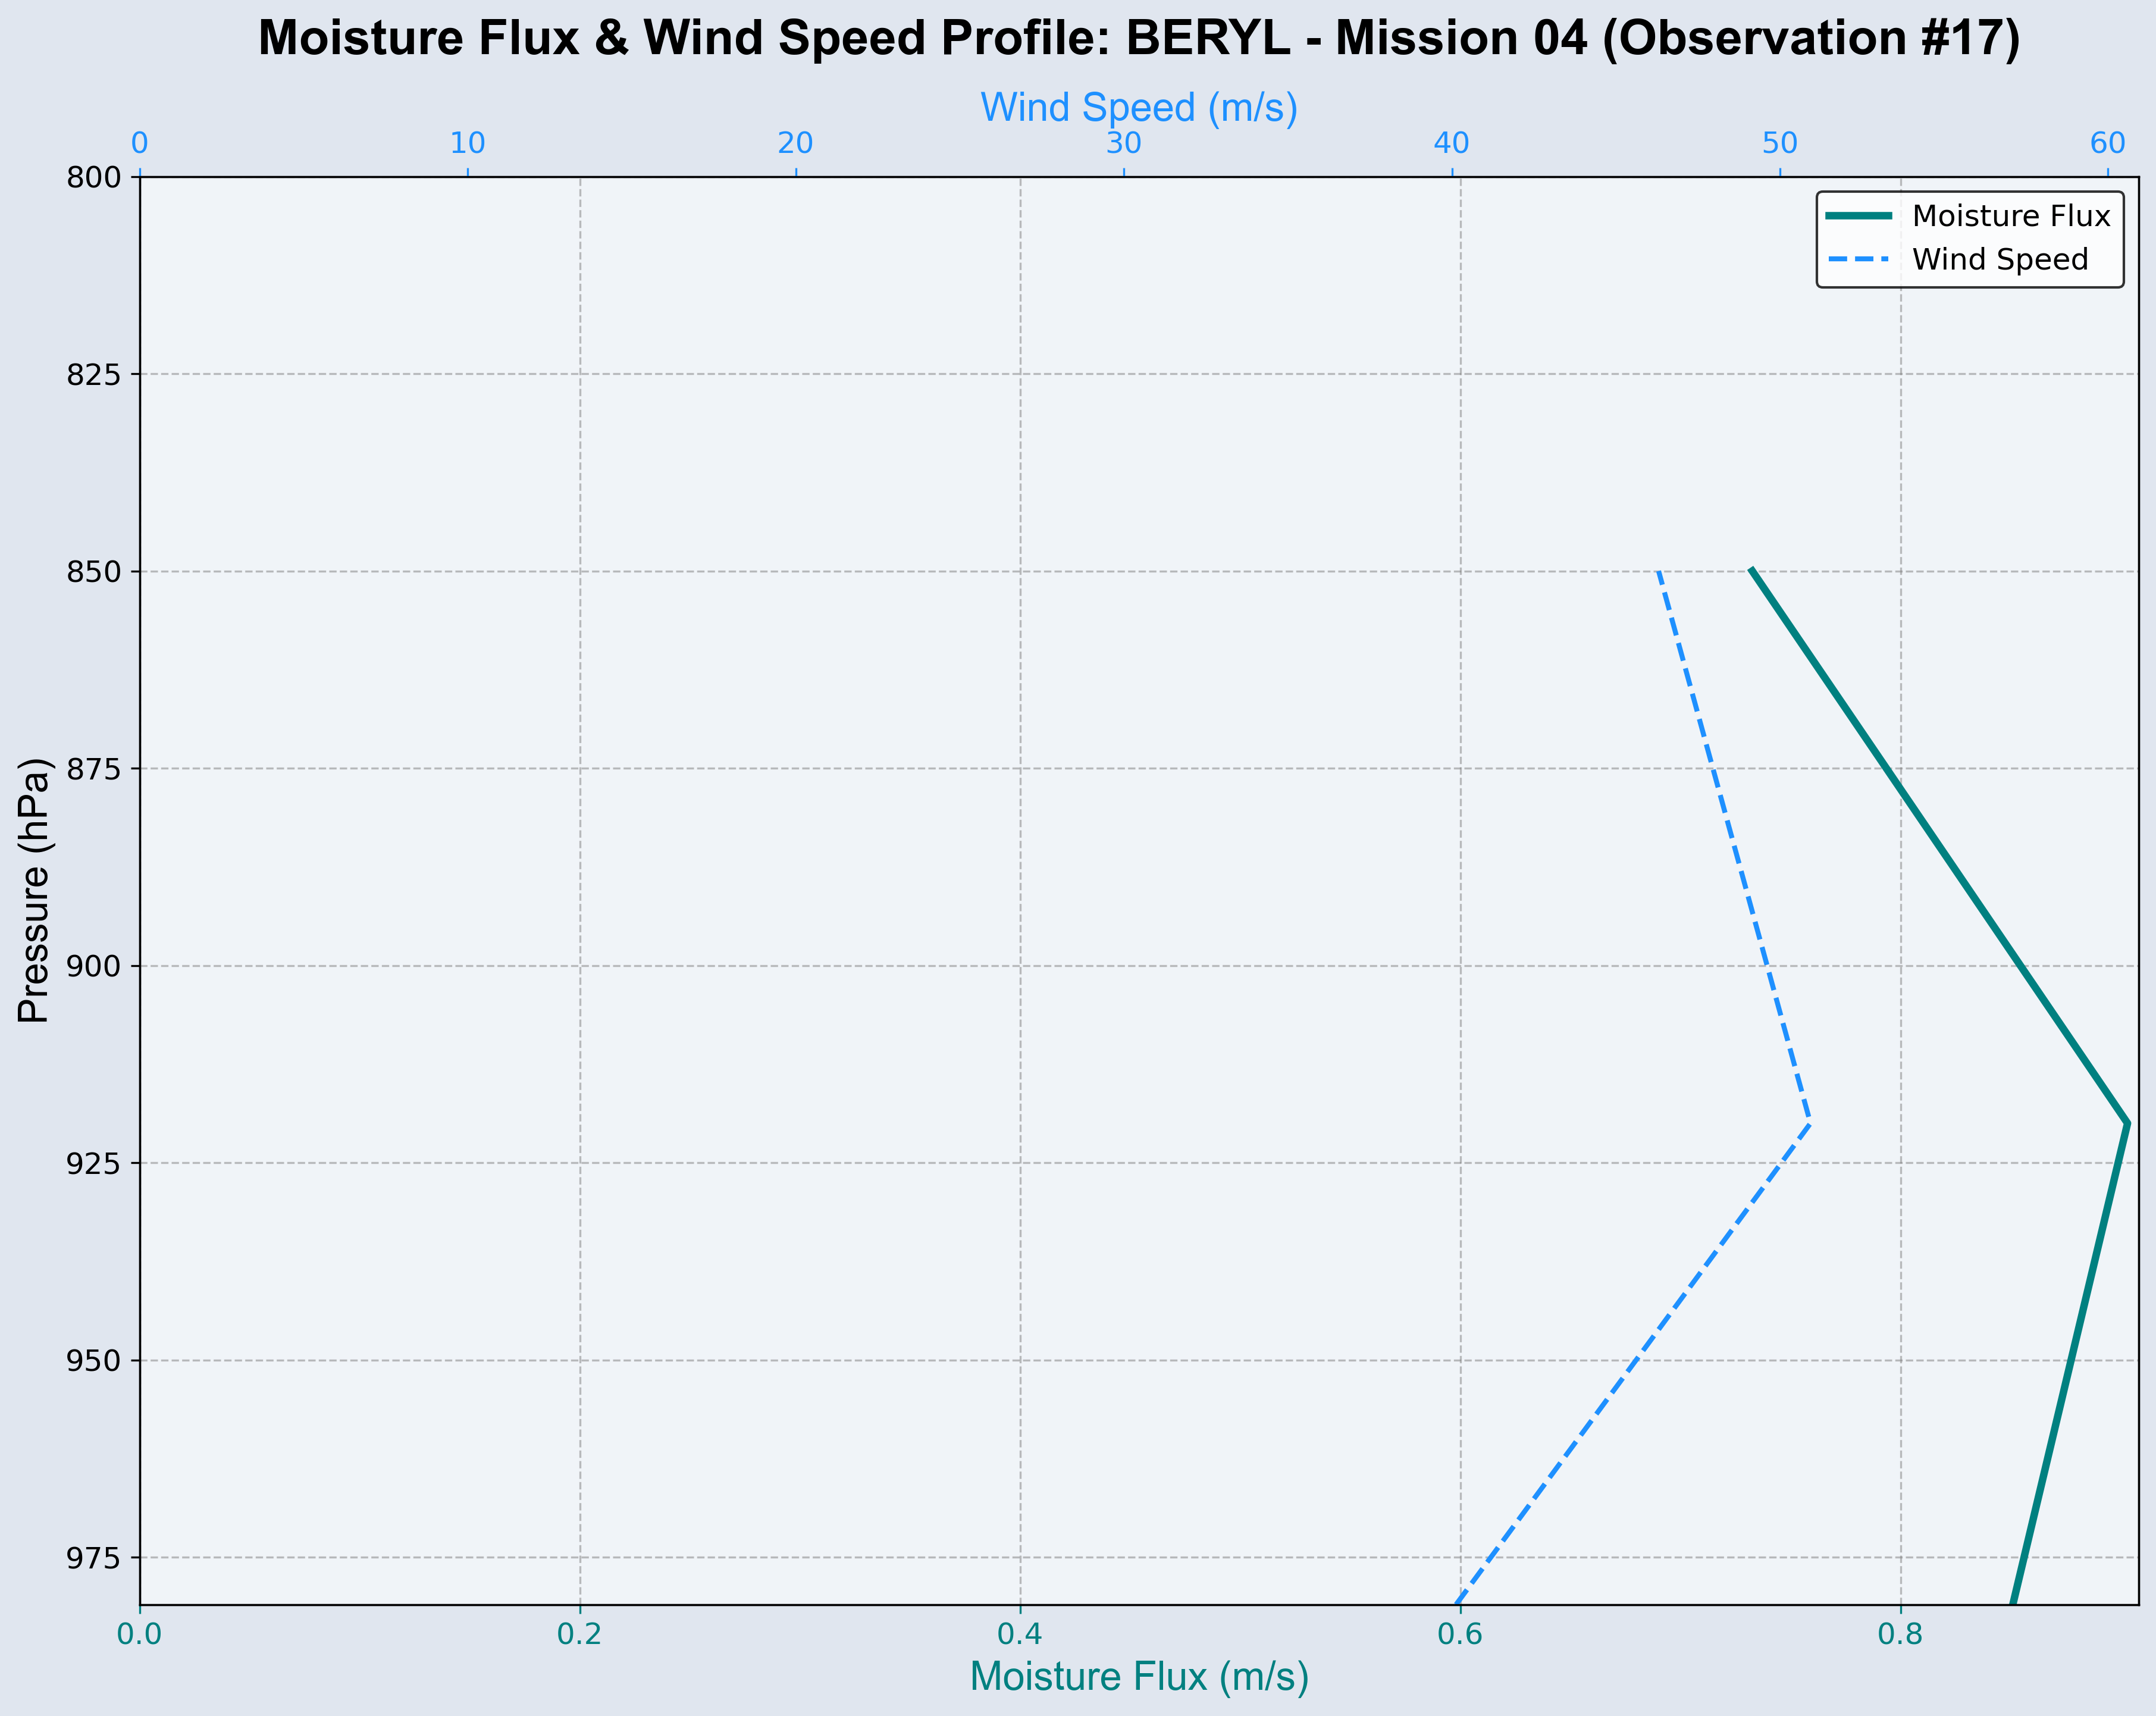 Moisture Flux & Wind Speed Profile: BERYL - Mission 04 (Observation #17)
Wind Speed (m/s)
0 10 20 30 40 50 60
Moisture Flux
Wind Speed
Pressure (hPa)
800
825
850
875
900
925
950
975
0.0 0.2 0.4 0.6 0.8
Moisture Flux (m/s)